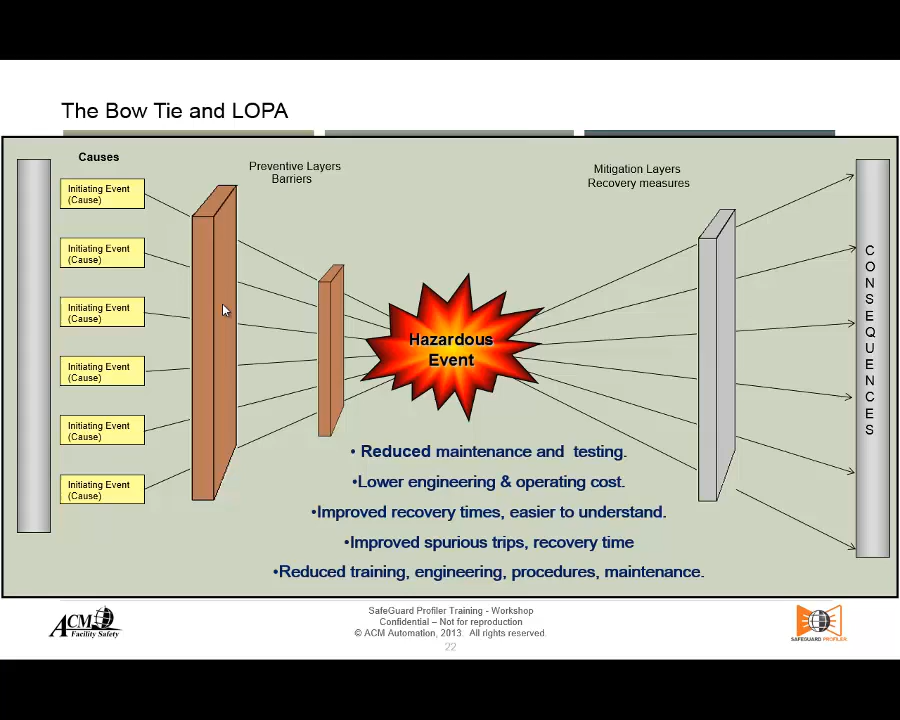 The Bow Tie and LOPA
Causes
Preventive Layers
Barriers
Mitigation Layers
Recovery measures
Initiating Event
(Cause)
Initiating Event
(Cause)
Initiating Event
(Cause)
Initiating Event
(Cause)
Initiating Event
(Cause)
Initiating Event
(Cause)
Hazardous
Event
CONSEQUENCES
• Reduced maintenance and testing.
•Lower engineering & operating cost.
•Improved recovery times, easier to understand.
•Improved spurious trips, recovery time
•Reduced training, engineering, procedures, maintenance.
ACM
Facility Safety
SafeGuard Profiler Training - Workshop
Confidential – Not for reproduction
© ACM Automation, 2013. All rights reserved.
22
SAFEGUARD PROFILER